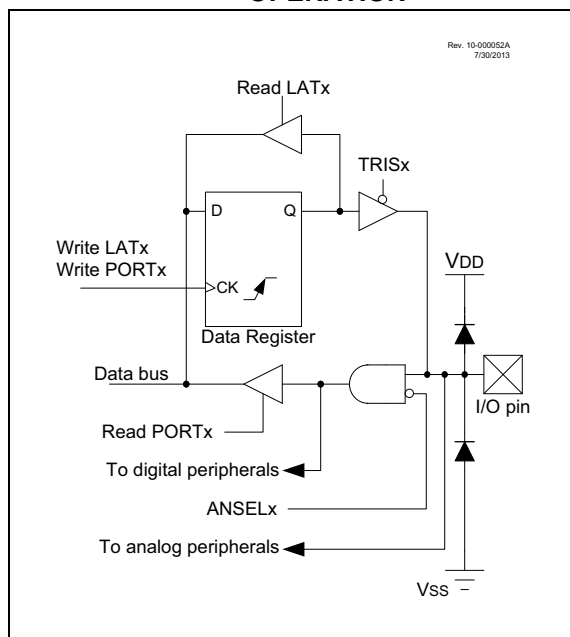 OPERATION
Rev. 10-000052A
7/30/2013
Read LATx
TRISx
D Q
Write LATx
Write PORTx
CK
VDD
Data Register
Data bus
I/O pin
Read PORTx
To digital peripherals
ANSELx
To analog peripherals
VSS